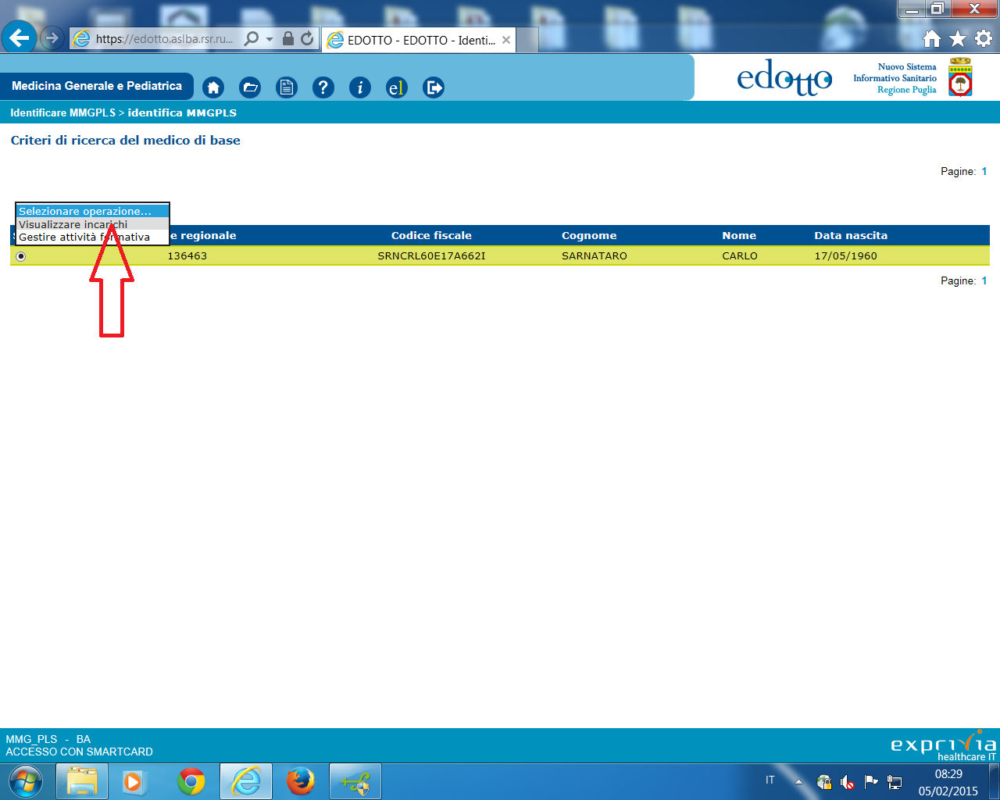 https://edotto.aslba.rsr.ru...
EDOTTO - EDOTTO - Identi...
Medicina Generale e Pediatrica
edotto
Nuovo Sistema
Informativo Sanitario
Regione Puglia
Identificare MMGPLS > identifica MMGPLS
Criteri di ricerca del medico di base
Pagine: 1
Selezionare operazione...
Visualizzare incarichi
Gestire attività formativa
e regionale Codice fiscale Cognome Nome Data nascita
136463 SRNCRL60E17A662I SARNATARO CARLO 17/05/1960
Pagine: 1
MMG_PLS - BA
ACCESSO CON SMARTCARD
exprivia
healthcare IT
IT
08:29
05/02/2015